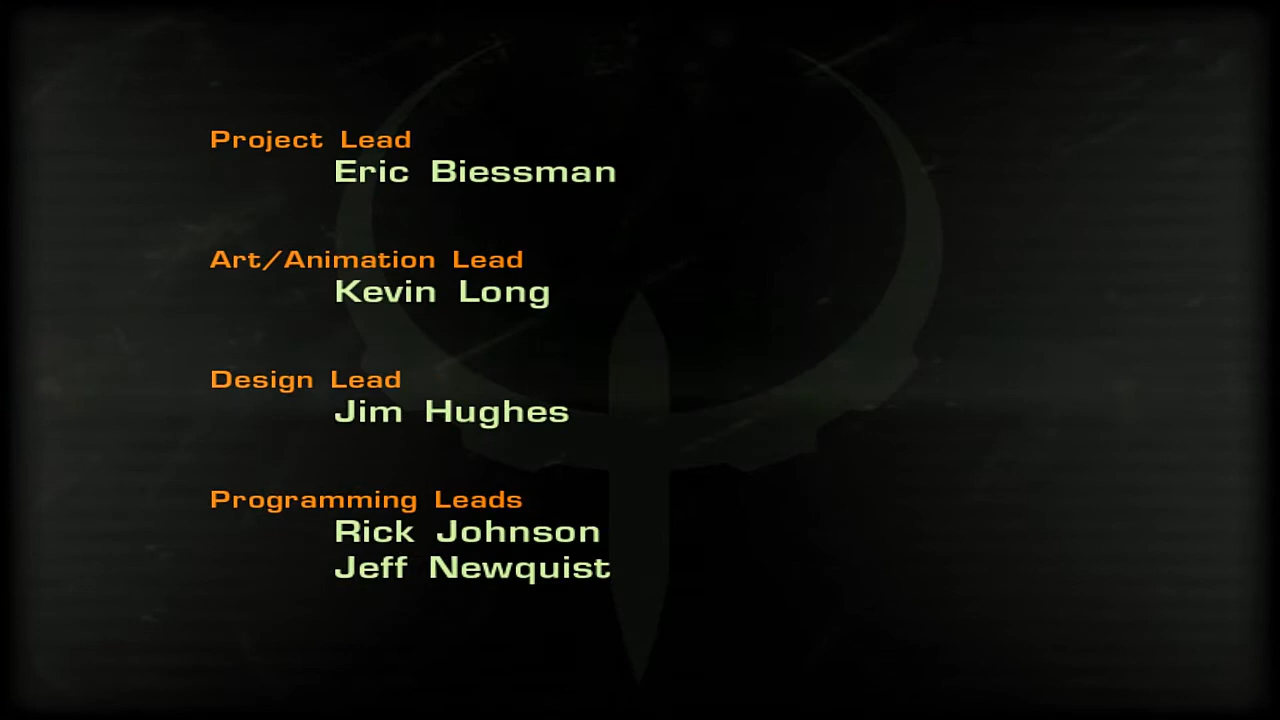 Project Lead
Eric Biessman
Art/Animation Lead
Kevin Long
Design Lead
Jim Hughes
Programming Leads
Rick Johnson
Jeff Newquist